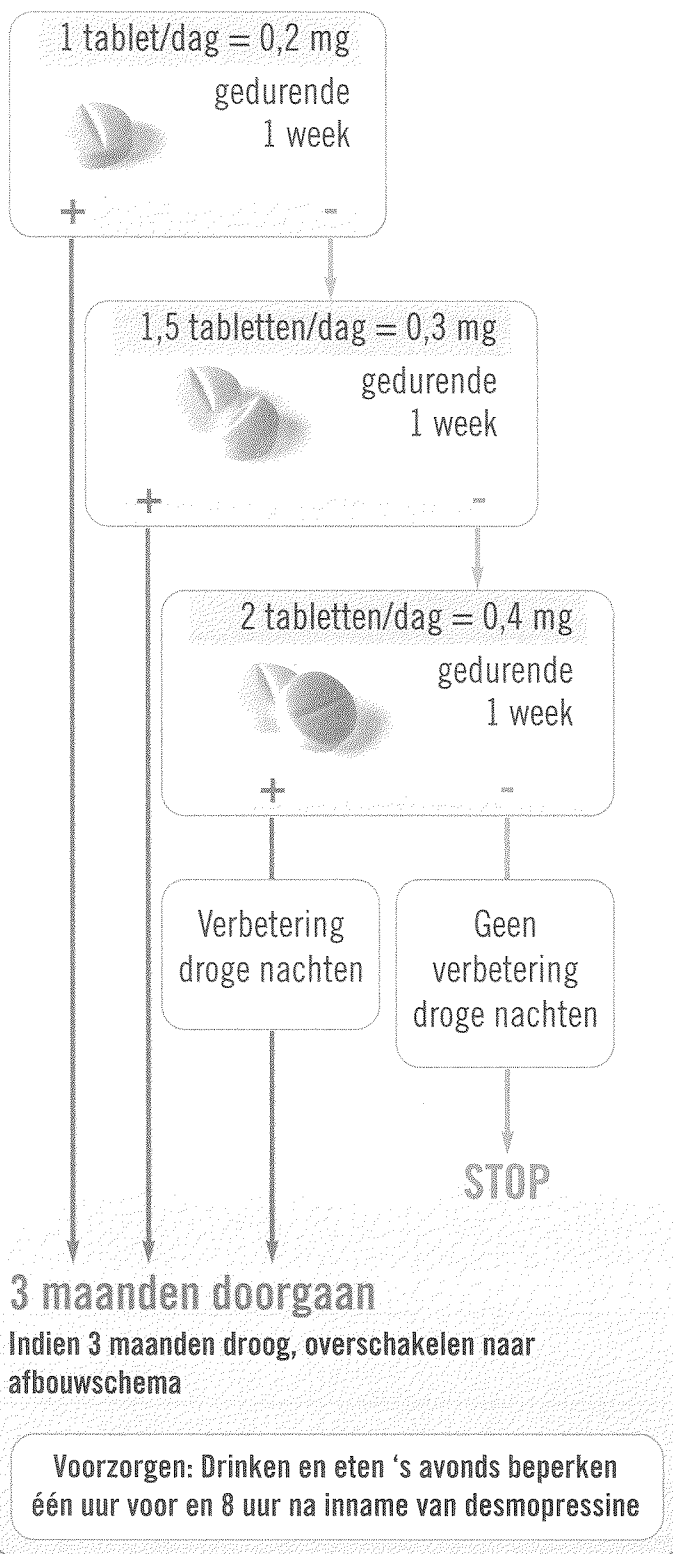 1 tablet/dag = 0,2 mg
gedurende
1 week
+ -
1,5 tabletten/dag = 0,3 mg
gedurende
1 week
+ -
2 tabletten/dag = 0,4 mg
gedurende
1 week
+ -
Verbetering
droge nachten
Geen
verbetering
droge nachten
STOP
3 maanden doorgaan
Indien 3 maanden droog, overschakelen naar
afbouwschema
Voorzorgen: Drinken en eten ‘s avonds beperken
één uur voor en 8 uur na inname van desmopressine